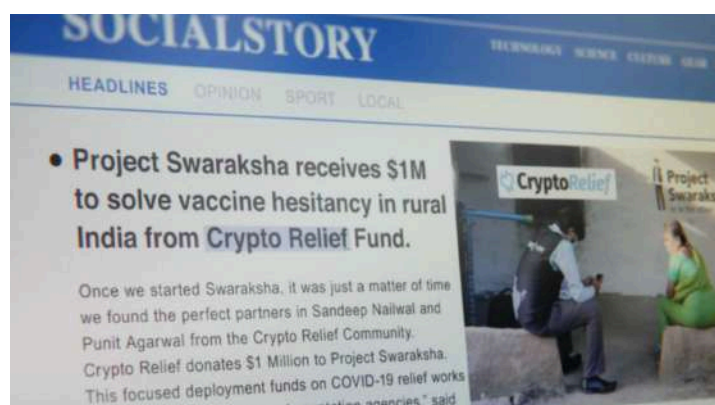 SOCIALSTORY
TECHNOLOGY SCIENCE CULTURE GEAR
HEADLINES OPINION SPORT LOCAL
• Project Swaraksha receives $1M
to solve vaccine hesitancy in rural
India from Crypto Relief Fund.
CryptoRelief
Project
Swaraks
Once we started Swaraksha, it was just a matter of time
we found the perfect partners in Sandeep Nailwal and
Punit Agarwal from the Crypto Relief Community.
Crypto Relief donates $1 Million to Project Swaraksha.
This focused deployment funds on COVID-19 relief works
agencies," said